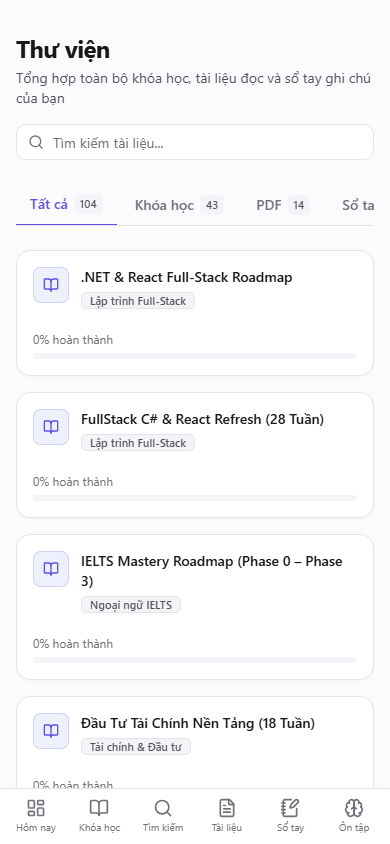 Thư viện
Tổng hợp toàn bộ khóa học, tài liệu đọc và sổ tay ghi chú
của bạn
Tìm kiếm tài liệu...
Tất cả 104 Khóa học 43 PDF 14 Sổ ta
.NET & React Full-Stack Roadmap
Lập trình Full-Stack
0% hoàn thành
FullStack C# & React Refresh (28 Tuần)
Lập trình Full-Stack
0% hoàn thành
IELTS Mastery Roadmap (Phase 0 – Phase
3)
Ngoại ngữ IELTS
0% hoàn thành
Đầu Tư Tài Chính Nền Tảng (18 Tuần)
Tài chính & Đầu tư
0% hoàn thành
Hôm nay Khóa học Tìm kiếm Tài liệu Sổ tay Ôn tập